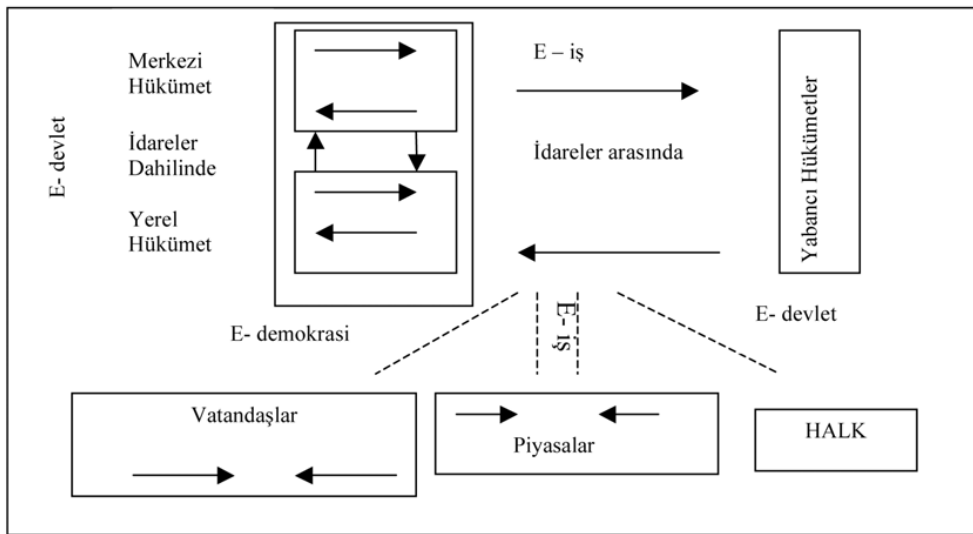 E- devlet
Merkezi
Hükümet
İdareler
Dahilinde
Yerel
Hükümet
E – iş
İdareler arasında
Yabancı Hükümetler
E- demokrasi
E- iş
E- devlet
Vatandaşlar
Piyasalar
HALK